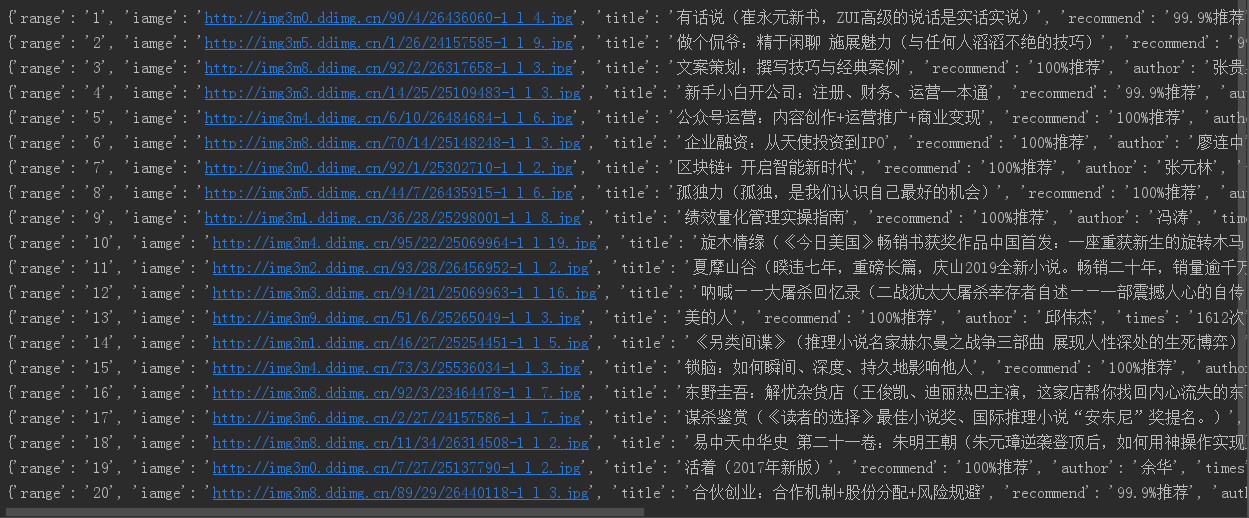 {'range': '1', 'iamge': 'http://img3m0.ddimg.cn/90/4/26436060-1_l_4.jpg', 'title': '有话说（崔永元新书，ZUI高级的说话是实话实说）', 'recommend': '99.9%推荐
{'range': '2', 'iamge': 'http://img3m5.ddimg.cn/1/26/24157585-1_l_9.jpg', 'title': '做个侃爷：精于闲聊 施展魅力（与任何人滔滔不绝的技巧）', 'recommend': '99
{'range': '3', 'iamge': 'http://img3m8.ddimg.cn/92/2/26317658-1_l_3.jpg', 'title': '文案策划：撰写技巧与经典案例', 'recommend': '100%推荐', 'author': '张贵
{'range': '4', 'iamge': 'http://img3m3.ddimg.cn/14/25/25109483-1_l_3.jpg', 'title': '新手小白开公司：注册、财务、运营一本通', 'recommend': '99.9%推荐', 'au
{'range': '5', 'iamge': 'http://img3m4.ddimg.cn/6/10/26484684-1_l_6.jpg', 'title': '公众号运营：内容创作+运营推广+商业变现', 'recommend': '100%推荐', 'auth
{'range': '6', 'iamge': 'http://img3m8.ddimg.cn/70/14/25148248-1_l_3.jpg', 'title': '企业融资：从天使投资到IPO', 'recommend': '100%推荐', 'author': '廖连中
{'range': '7', 'iamge': 'http://img3m0.ddimg.cn/92/1/25302710-1_l_2.jpg', 'title': '区块链+ 开启智能新时代', 'recommend': '100%推荐', 'author': '张元林',
{'range': '8', 'iamge': 'http://img3m5.ddimg.cn/44/7/26435915-1_l_6.jpg', 'title': '孤独力（孤独，是我们认识自己最好的机会）', 'recommend': '100%推荐', 'au
{'range': '9', 'iamge': 'http://img3m1.ddimg.cn/36/28/25298001-1_l_8.jpg', 'title': '绩效量化管理实操指南', 'recommend': '100%推荐', 'author': '冯涛', 'time
{'range': '10', 'iamge': 'http://img3m4.ddimg.cn/95/22/25069964-1_l_19.jpg', 'title': '旋木情缘（《今日美国》畅销书获奖作品中国首发：一座重获新生的旋转木马
{'range': '11', 'iamge': 'http://img3m2.ddimg.cn/93/28/26456952-1_l_2.jpg', 'title': '夏摩山谷（暌违七年，重磅长篇，庆山2019全新小说。畅销二十年，销量逾千万
{'range': '12', 'iamge': 'http://img3m3.ddimg.cn/94/21/25069963-1_l_16.jpg', 'title': '呐喊——大屠杀回忆录（二战犹太大屠杀幸存者自述——一部震撼人心的自传
{'range': '13', 'iamge': 'http://img3m9.ddimg.cn/51/6/25265049-1_l_3.jpg', 'title': '美的人', 'recommend': '100%推荐', 'author': '邱伟杰', 'times': '1612次
{'range': '14', 'iamge': 'http://img3m1.ddimg.cn/46/27/25254451-1_l_5.jpg', 'title': '《另类间谍》（推理小说名家赫尔曼之战争三部曲 展现人性深处的生死博弈）
{'range': '15', 'iamge': 'http://img3m4.ddimg.cn/73/3/25536034-1_l_3.jpg', 'title': '锁脑：如何瞬间、深度、持久地影响他人', 'recommend': '100%推荐', 'autho
{'range': '16', 'iamge': 'http://img3m8.ddimg.cn/92/3/23464478-1_l_7.jpg', 'title': '东野圭吾：解忧杂货店（王俊凯、迪丽热巴主演，这家店帮你找回内心流失的东
{'range': '17', 'iamge': 'http://img3m6.ddimg.cn/2/27/24157586-1_l_7.jpg', 'title': '谋杀鉴赏（《读者的选择》最佳小说奖、国际推理小说“安东尼”奖提名。）',
{'range': '18', 'iamge': 'http://img3m8.ddimg.cn/11/34/26314508-1_l_2.jpg', 'title': '易中天中华史 第二十一卷：朱明王朝（朱元璋逆袭登顶后，如何用神操作实现
{'range': '19', 'iamge': 'http://img3m0.ddimg.cn/7/27/25137790-1_l_2.jpg', 'title': '活着（2017年新版）', 'recommend': '100%推荐', 'author': '余华', 'times'
{'range': '20', 'iamge': 'http://img3m8.ddimg.cn/89/29/26440118-1_l_3.jpg', 'title': '合伙创业：合作机制+股份分配+风险规避', 'recommend': '99.9%推荐', 'aut